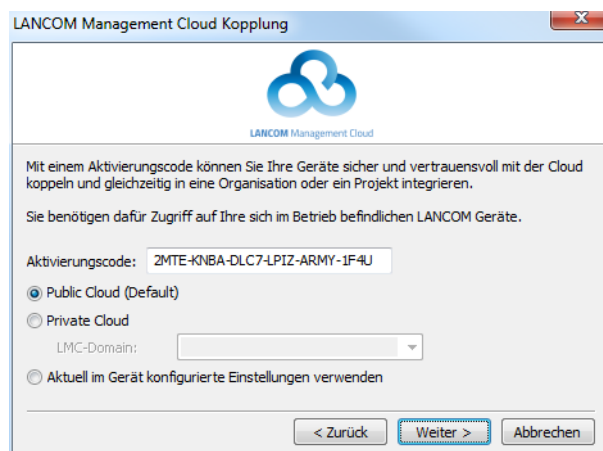 LANCOM Management Cloud Kopplung
LANCOM Management Cloud
Mit einem Aktivierungscode können Sie Ihre Geräte sicher und vertrauensvoll mit der Cloud
koppeln und gleichzeitig in eine Organisation oder ein Projekt integrieren.
Sie benötigen dafür Zugriff auf Ihre sich im Betrieb befindlichen LANCOM Geräte.
Aktivierungscode: 2MTE-KNBA-DLC7-LPIZ-ARMY-1F4U
Public Cloud (Default)
Private Cloud
LMC-Domain:
Aktuell im Gerät konfigurierte Einstellungen verwenden
< Zurück Weiter > Abbrechen